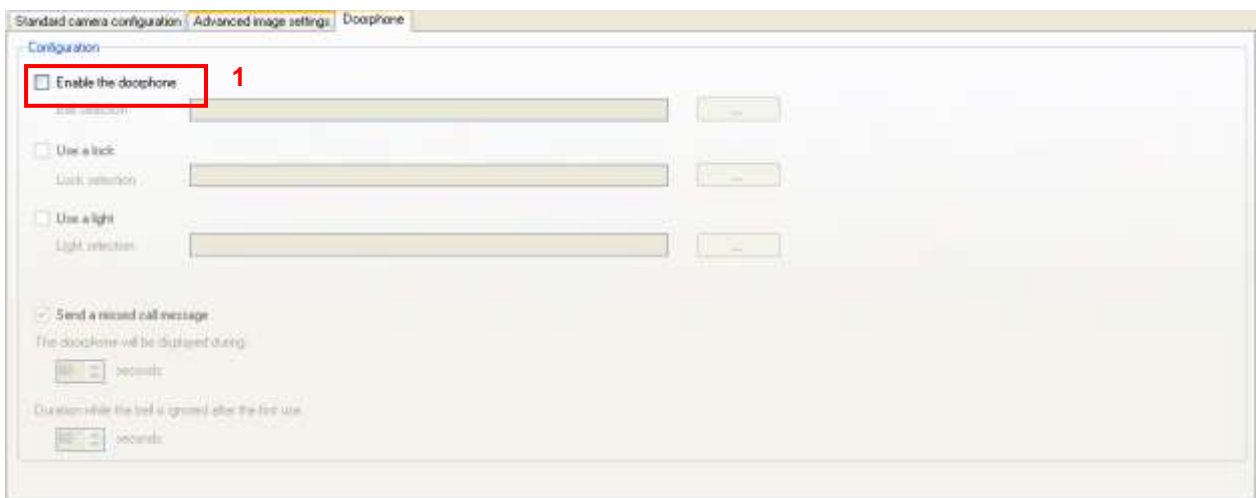 Standard camera configuration Advanced image settings Doorphone
Configuration
Enable the doorphone 1
Bell selection ...
Use a lock
Lock selection ...
Use a light
Light selection ...
Send a missed call message
The doorphone will be displayed during:
seconds
Duration while the bell is ignored after the first use
seconds